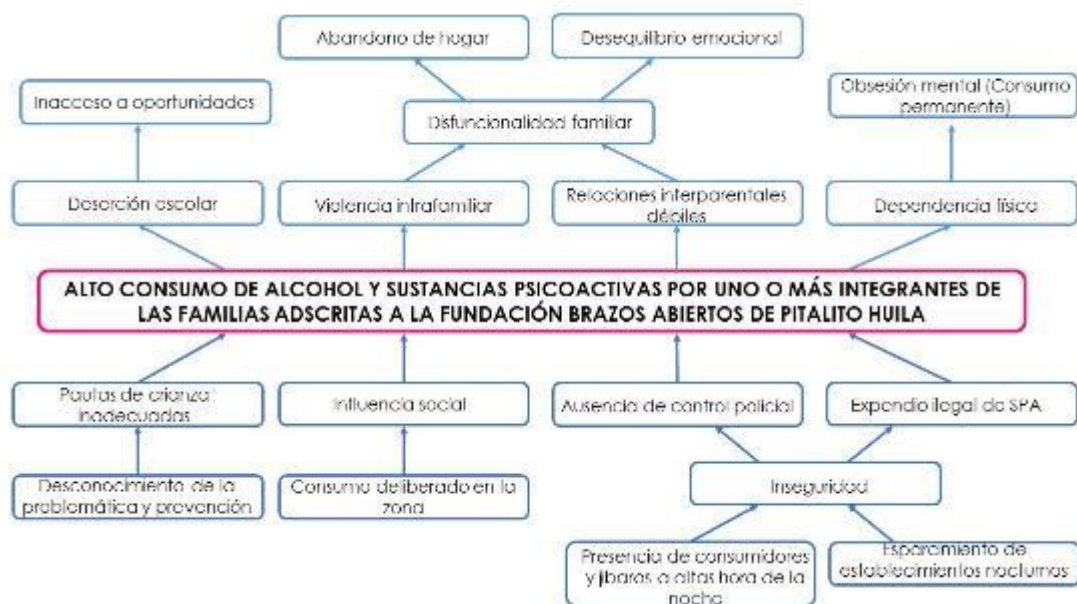 Abandono de hogar
Desequilibrio emocional
Inacceso a oportunidades
Disfuncionalidad familiar
Obsesión mental (Consumo
permanente)
Deserción escolar
Violencia intrafamiliar
Relaciones interparentales
débiles
Dependencia física
ALTO CONSUMO DE ALCOHOL Y SUSTANCIAS PSICOACTIVAS POR UNO O MÁS INTEGRANTES DE
LAS FAMILIAS ADSCRITAS A LA FUNDACIÓN BRAZOS ABIERTOS DE PITALITO HUILA
Pautas de crianza
inadecuadas
Influencia social
Ausencia de control policial
Expendio ilegal de SPA
Desconocimiento de la
problemática y prevención
Consumo deliberado en la
zona
Inseguridad
Presencia de consumidores
y jíbaros a altas hora de la
noche
Esparcimiento de
establecimientos nocturnos